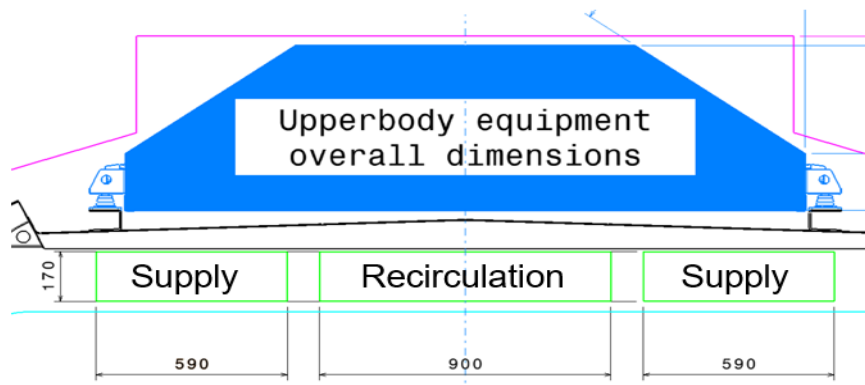 Upperbody equipment
overall dimensions
170
Supply
Recirculation
Supply
590
900
590